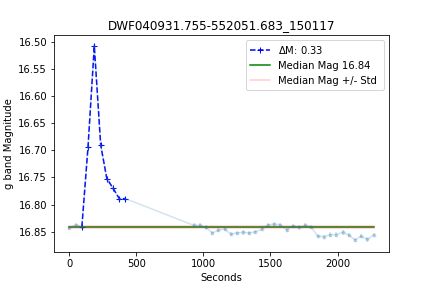 DWF040931.755-552051.683_150117
ΔM: 0.33
Median Mag 16.84
Median Mag +/- Std
g band Magnitude
16.50
16.55
16.60
16.65
16.70
16.75
16.80
16.85
0 500 1000 1500 2000
Seconds